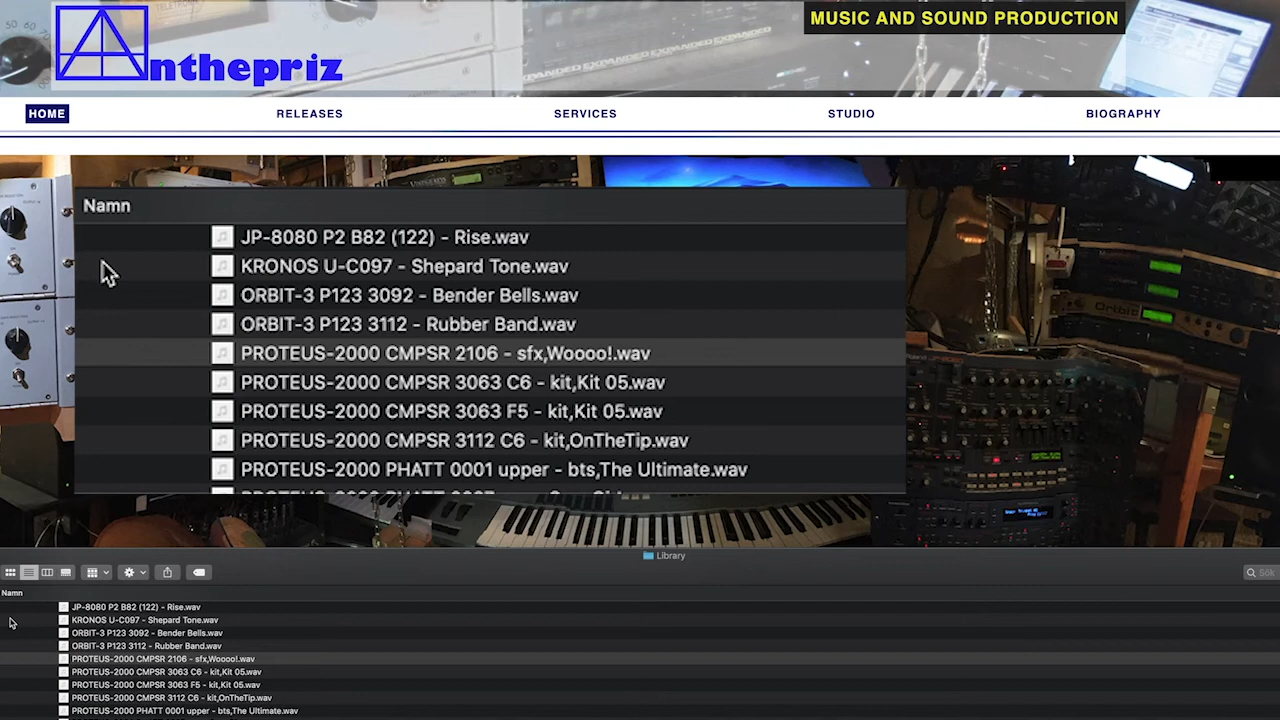 Anthepriz
MUSIC AND SOUND PRODUCTION
HOME
RELEASES
SERVICES
STUDIO
BIOGRAPHY
Namn
JP-8080 P2 B82 (122) - Rise.wav
KRONOS U-C097 - Shepard Tone.wav
ORBIT-3 P123 3092 - Bender Bells.wav
ORBIT-3 P123 3112 - Rubber Band.wav
PROTEUS-2000 CMPSR 2106 - sfx,Woooo!.wav
PROTEUS-2000 CMPSR 3063 C6 - kit,Kit 05.wav
PROTEUS-2000 CMPSR 3063 F5 - kit,Kit 05.wav
PROTEUS-2000 CMPSR 3112 C6 - kit,OnTheTip.wav
PROTEUS-2000 PHATT 0001 upper - bts,The Ultimate.wav
Orbit
Library
Sök
Namn
JP-8080 P2 B82 (122) - Rise.wav
KRONOS U-C097 - Shepard Tone.wav
ORBIT-3 P123 3092 - Bender Bells.wav
ORBIT-3 P123 3112 - Rubber Band.wav
PROTEUS-2000 CMPSR 2106 - sfx,Woooo!.wav
PROTEUS-2000 CMPSR 3063 C6 - kit,Kit 05.wav
PROTEUS-2000 CMPSR 3063 F5 - kit,Kit 05.wav
PROTEUS-2000 CMPSR 3112 C6 - kit,OnTheTip.wav
PROTEUS-2000 PHATT 0001 upper - bts,The Ultimate.wav